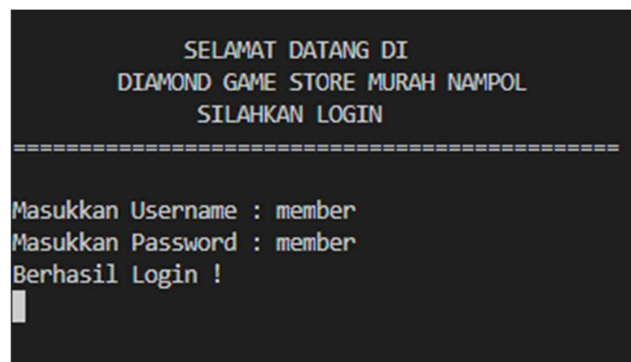 SELAMAT DATANG DI
DIAMOND GAME STORE MURAH NAMPOL
SILAHKAN LOGIN
==============================================
Masukkan Username : member
Masukkan Password : member
Berhasil Login !